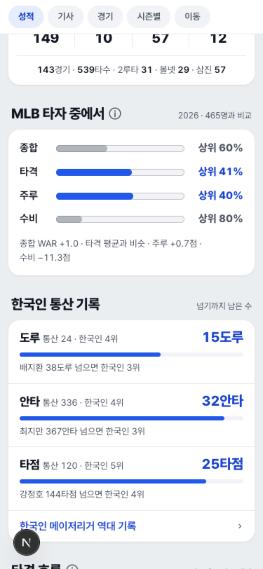 성적 기사 경기 시즌별 이동
149 10 57 12
143경기 · 539타수 · 2루타 31 · 볼넷 29 · 삼진 57
MLB 타자 중에서 ⓘ 2026 · 465명과 비교
종합 상위 60%
타격 상위 41%
주루 상위 40%
수비 상위 80%
종합 WAR +1.0 · 타격 평균과 비슷 · 주루 +0.7점 ·
수비 −11.3점
한국인 통산 기록 넘기까지 남은 수
도루 통산 24 · 한국인 4위 15도루
배지환 38도루 넘으면 한국인 3위
안타 통산 336 · 한국인 4위 32안타
최지만 367안타 넘으면 한국인 3위
타점 통산 120 · 한국인 5위 25타점
강정호 144타점 넘으면 한국인 4위
한국인 메이저리거 역대 기록 ›
N